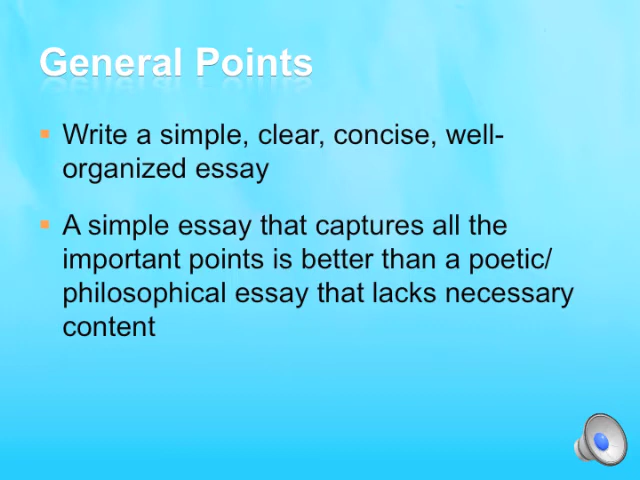 General Points
Write a simple, clear, concise, well-
organized essay
A simple essay that captures all the
important points is better than a poetic/
philosophical essay that lacks necessary
content